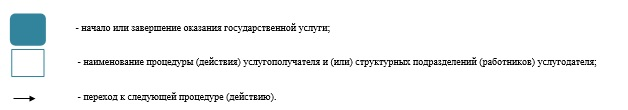 - начало или завершение оказания государственной услуги;
- наименование процедуры (действия) услугополучателя и (или) структурных подразделений (работников) услугодателя;
- переход к следующей процедуре (действию).